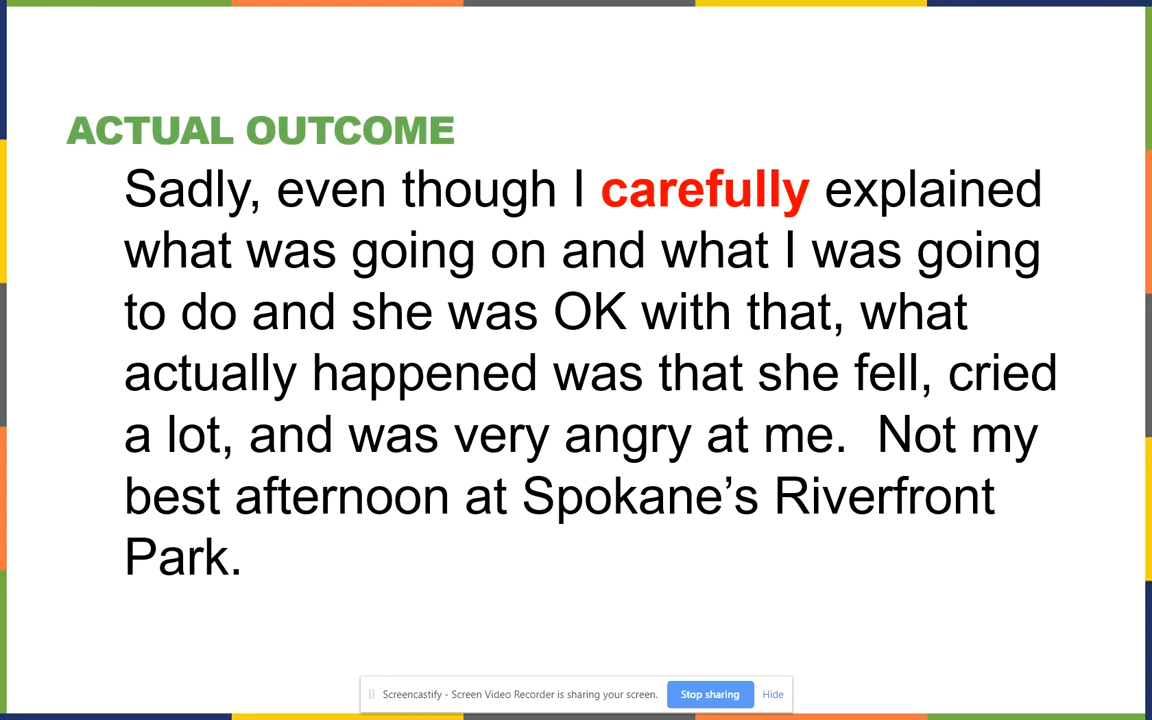 ACTUAL OUTCOME
Sadly, even though I carefully explained
what was going on and what I was going
to do and she was OK with that, what
actually happened was that she fell, cried
a lot, and was very angry at me.  Not my
best afternoon at Spokane’s Riverfront
Park.
Screencastify - Screen Video Recorder is sharing your screen. Stop sharing Hide